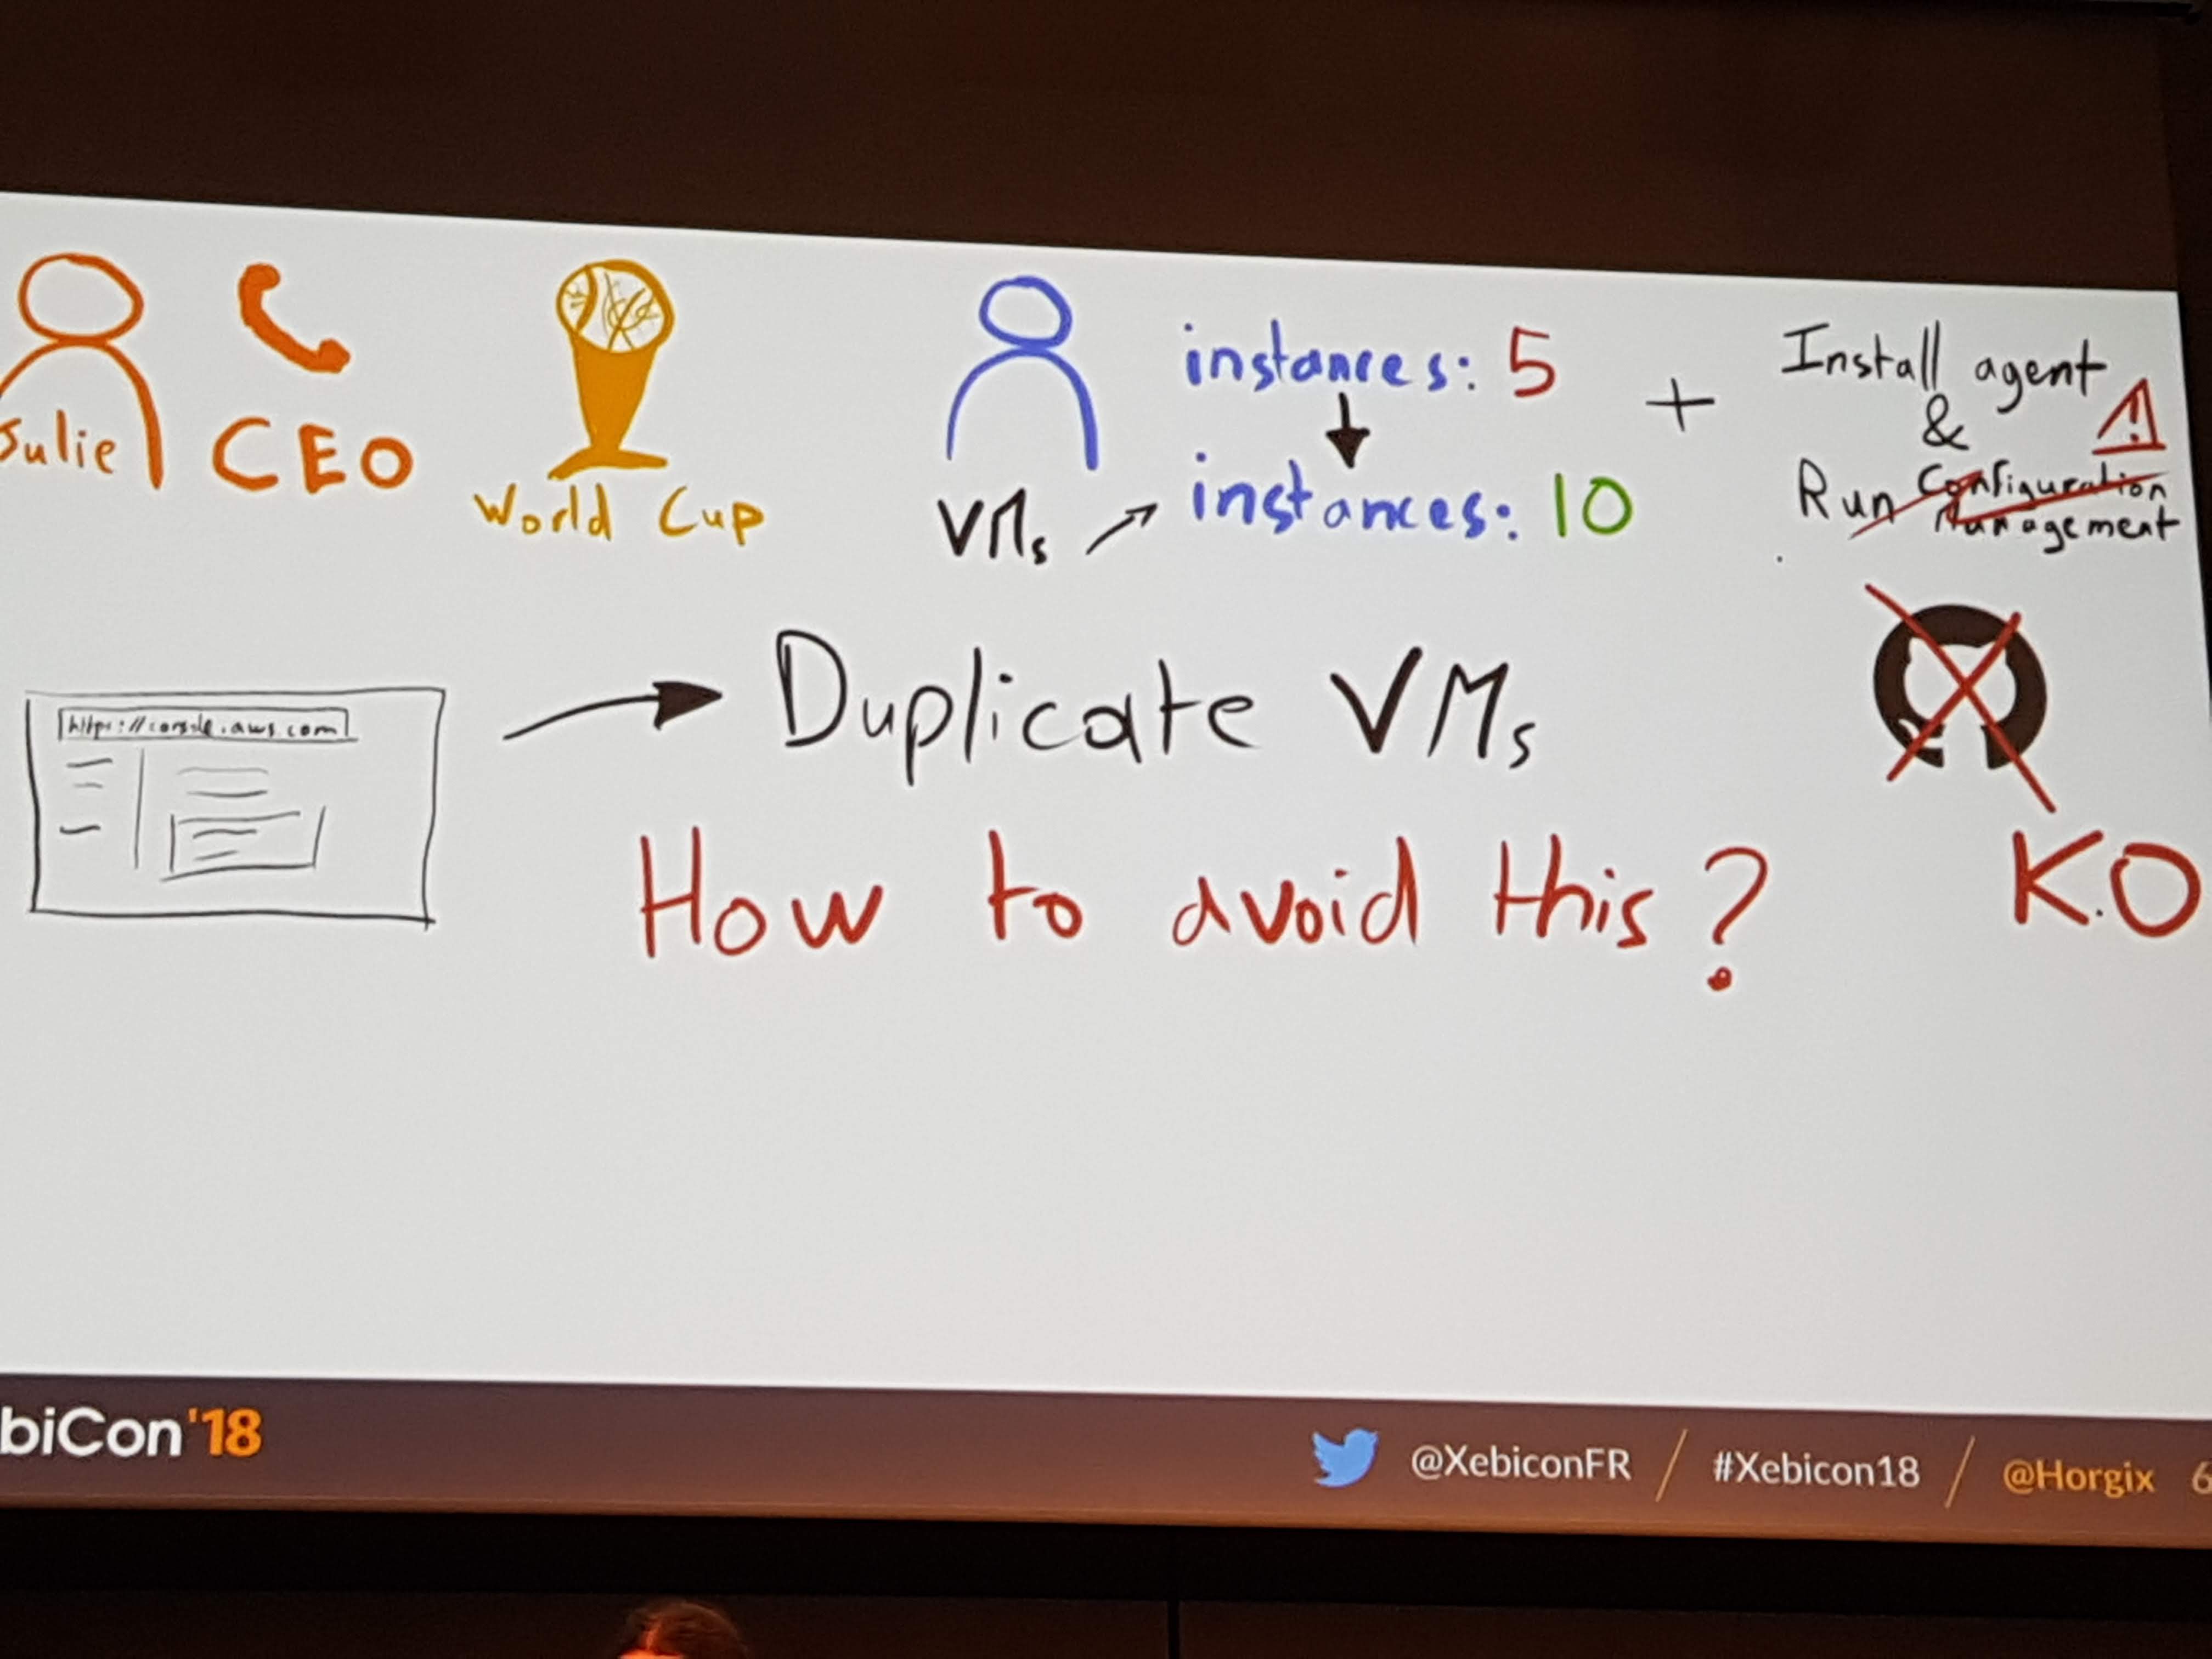 Julie
CEO
World Cup
VMs
instances: 5
instances: 10
+
Install agent
&
Run Configuration
Management
https://console.aws.com
Duplicate VMs
How to avoid this?
K.O
biCon'18
@XebiconFR / #Xebicon18 / @Horgix 6